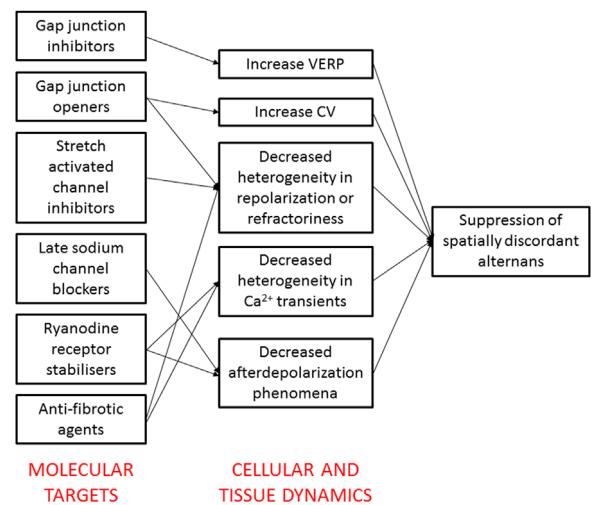 Gap junction
inhibitors
Gap junction
openers
Stretch
activated
channel
inhibitors
Late sodium
channel
blockers
Ryanodine
receptor
stabilisers
Anti-fibrotic
agents
MOLECULAR
TARGETS
Increase VERP
Increase CV
Decreased
heterogeneity in
repolarization or
refractoriness
Decreased
heterogeneity in
Ca²⁺ transients
Decreased
afterdepolarization
phenomena
CELLULAR AND
TISSUE DYNAMICS
Suppression of
spatially discordant
alternans